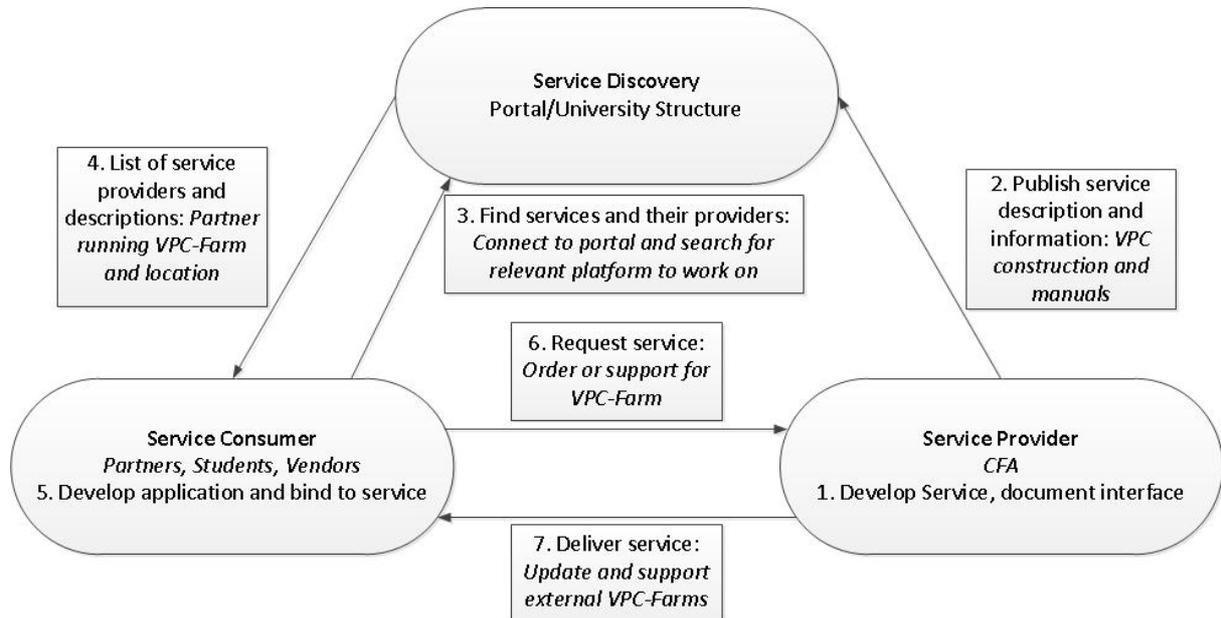 Service Discovery
Portal/University Structure
4. List of service
providers and
descriptions: Partner
running VPC-Farm
and location
3. Find services and their providers:
Connect to portal and search for
relevant platform to work on
2. Publish service
description and
information: VPC
construction and
manuals
6. Request service:
Order or support for
VPC-Farm
Service Consumer
Partners, Students, Vendors
5. Develop application and bind to service
Service Provider
CFA
1. Develop Service, document interface
7. Deliver service:
Update and support
external VPC-Farms